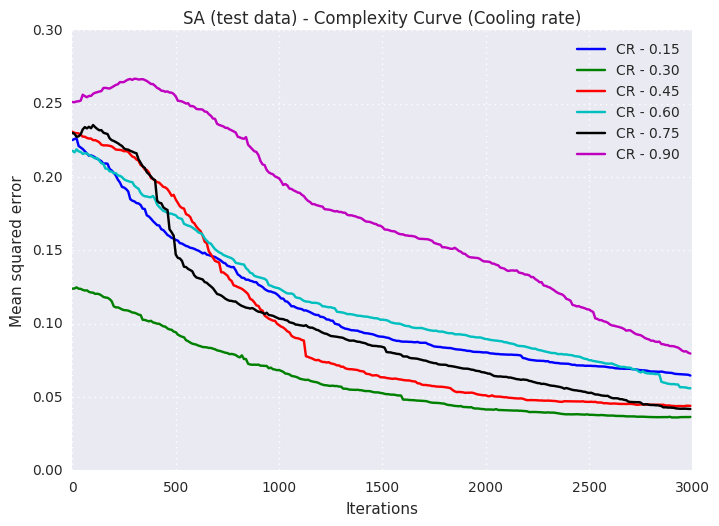 SA (test data) - Complexity Curve (Cooling rate)
0.30
0.25
0.20
0.15
0.10
0.05
0.00
Mean squared error
CR - 0.15
CR - 0.30
CR - 0.45
CR - 0.60
CR - 0.75
CR - 0.90
0 500 1000 1500 2000 2500 3000
Iterations